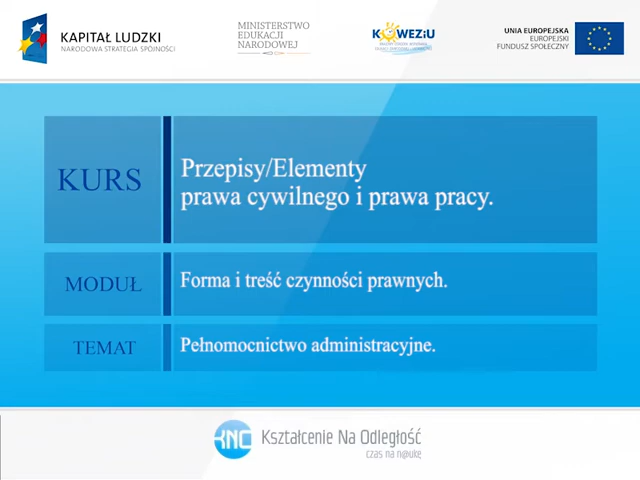 KAPITAŁ LUDZKI
NARODOWA STRATEGIA SPÓJNOŚCI
MINISTERSTWO
EDUKACJI
NARODOWEJ
KOWEZiU
UNIA EUROPEJSKA
EUROPEJSKI
FUNDUSZ SPOŁECZNY
KURS
Przepisy/Elementy
prawa cywilnego i prawa pracy.
MODUŁ
Forma i treść czynności prawnych.
TEMAT
Pełnomocnictwo administracyjne.
KNO Kształcenie Na Odległość
czas na n@ukę